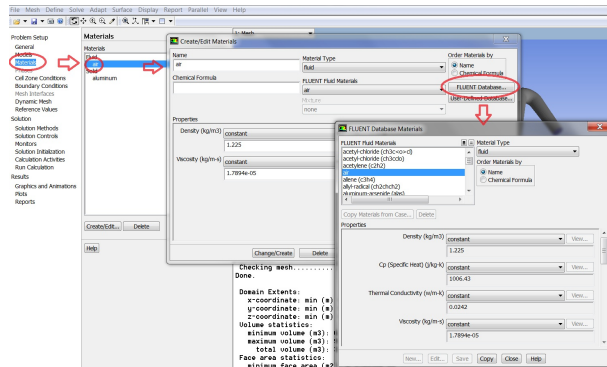 File Mesh Define Solve Adapt Surface Display Report Parallel View Help
Problem Setup
General
Models
Materials
Phases
Cell Zone Conditions
Boundary Conditions
Mesh Interfaces
Dynamic Mesh
Reference Values
Solution
Solution Methods
Solution Controls
Monitors
Solution Initialization
Calculation Activities
Run Calculation
Results
Graphics and Animations
Plots
Reports
Materials
Materials
Fluid
air
Solid
aluminum
Create/Edit... Delete
Help
1: Mesh
Create/Edit Materials
Name
air
Chemical Formula
Material Type
fluid
FLUENT Fluid Materials
air
Mixture
none
Order Materials by
Name
Chemical Formula
FLUENT Database...
User-Defined Database...
Properties
Density (kg/m3) constant
1.225
Viscosity (kg/m-s) constant
1.7894e-05
Change/Create Delete
Checking mesh.........
Done.
Domain Extents:
x-coordinate: min (m)
y-coordinate: min (m)
z-coordinate: min (m)
Volume statistics:
minimum volume (m3):
maximum volume (m3):
total volume (m3):
Face area statistics:
minimum face area (m2
FLUENT Database Materials
FLUENT Fluid Materials
acetyl-chloride (ch3c<o>cl)
acetyl-chloride (ch3cclo)
acetylene (c2h2)
air
allene (c3h4)
allyl-radical (ch2chch2)
aluminum-arsenide (alas)
Material Type
fluid
Order Materials by
Name
Chemical Formula
Copy Materials from Case... Delete
Properties
Density (kg/m3) constant View...
1.225
Cp (Specific Heat) (j/kg-k) constant View...
1006.43
Thermal Conductivity (w/m-k) constant View...
0.0242
Viscosity (kg/m-s) constant View...
1.7894e-05
New... Edit... Save Copy Close Help